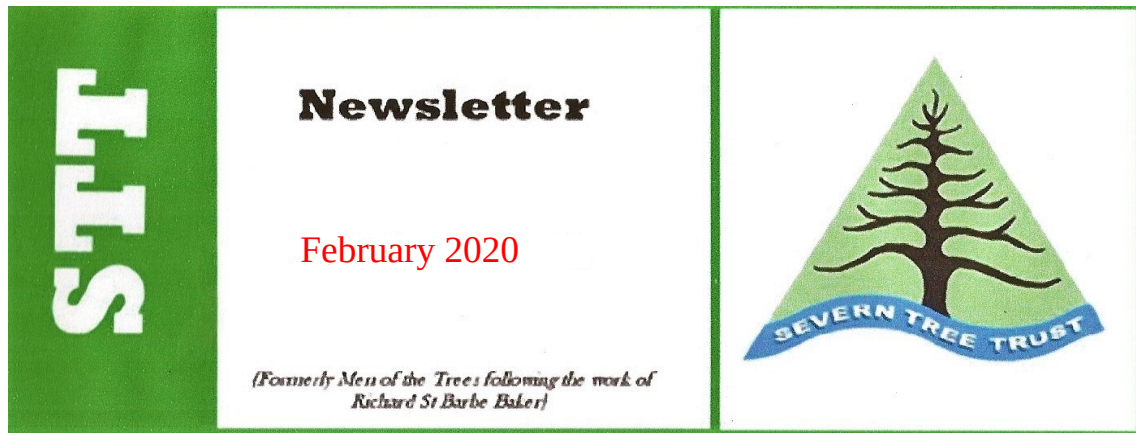 STT
Newsletter
February 2020
(Formerly Men of the Trees following the work of
Richard St Barbe Baker)
SEVERN TREE TRUST